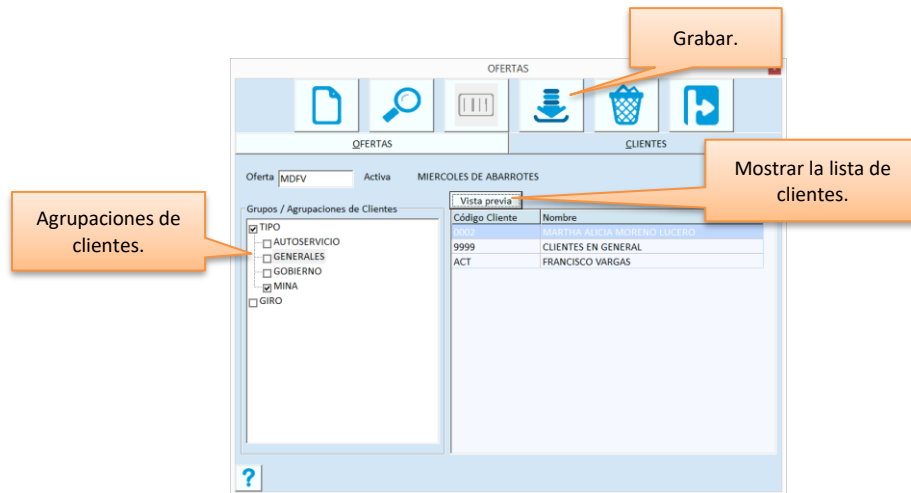 Grabar.
OFERTAS
OFERTAS
CLIENTES
Mostrar la lista de
clientes.
Oferta MDFV Activa MIERCOLES DE ABARROTES
Vista previa
Agrupaciones de
clientes.
Grupos / Agrupaciones de Clientes
Código Cliente Nombre
TIPO
0002 MARTHA ALICIA MORENO LUCERO
AUTOSERVICIO
9999 CLIENTES EN GENERAL
GENERALES
ACT FRANCISCO VARGAS
GOBIERNO
MINA
GIRO
?